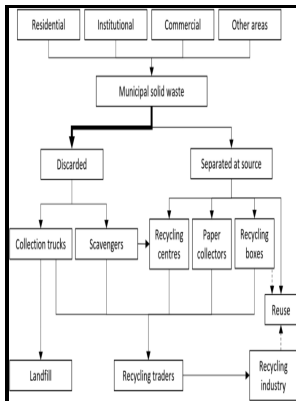 Residential
Institutional
Commercial
Other areas
Municipal solid waste
Discarded
Separated at source
Collection trucks
Scavengers
Recycling
centres
Paper
collectors
Recycling
boxes
Reuse
Landfill
Recycling traders
Recycling
industry